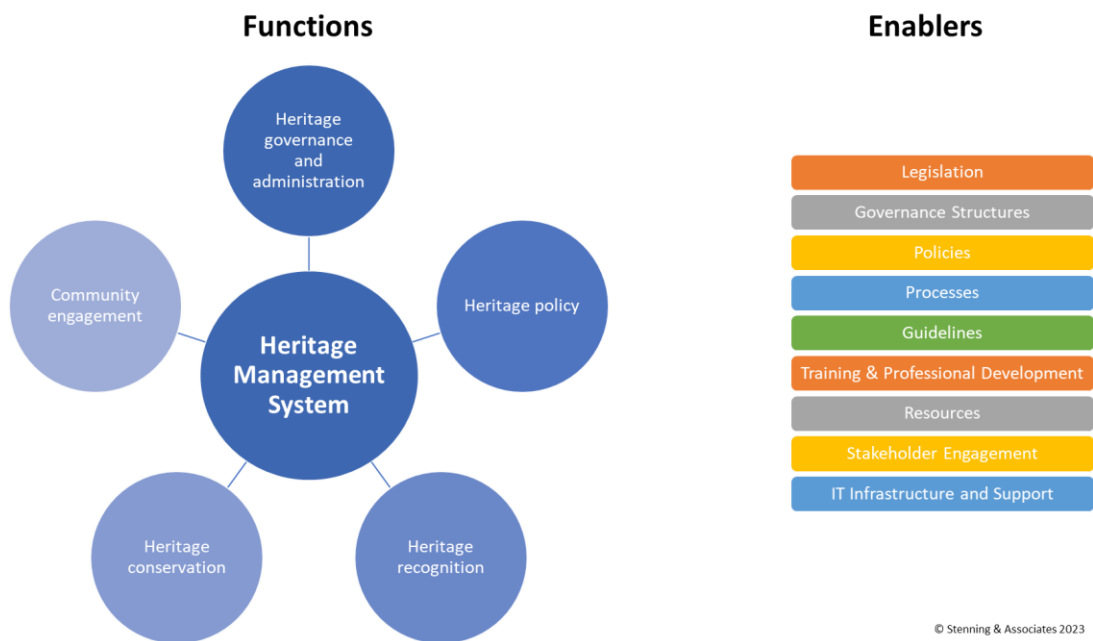 Functions
Heritage
governance
and
administration
Heritage policy
Heritage
recognition
Heritage
conservation
Community
engagement
Heritage
Management
System
Enablers
Legislation
Governance Structures
Policies
Processes
Guidelines
Training & Professional Development
Resources
Stakeholder Engagement
IT Infrastructure and Support
© Stenning & Associates 2023